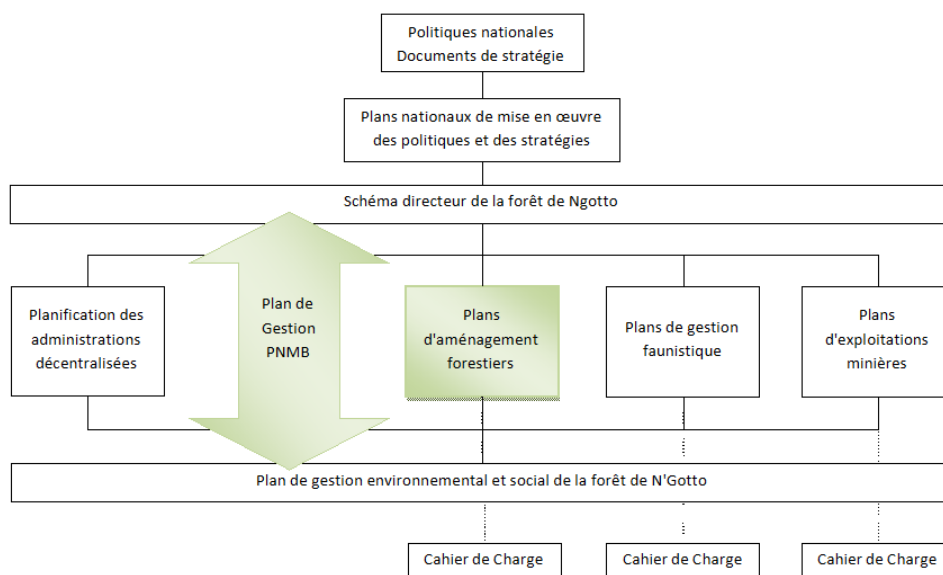 Politiques nationales
Documents de stratégie
Plans nationaux de mise en œuvre
des politiques et des stratégies
Schéma directeur de la forêt de Ngotto
Planification des
administrations
décentralisées
Plan de
Gestion
PNMB
Plans
d'aménagement
forestiers
Plans de gestion
faunistique
Plans
d'exploitations
minières
Plan de gestion environnemental et social de la forêt de N'Gotto
Cahier de Charge
Cahier de Charge
Cahier de Charge